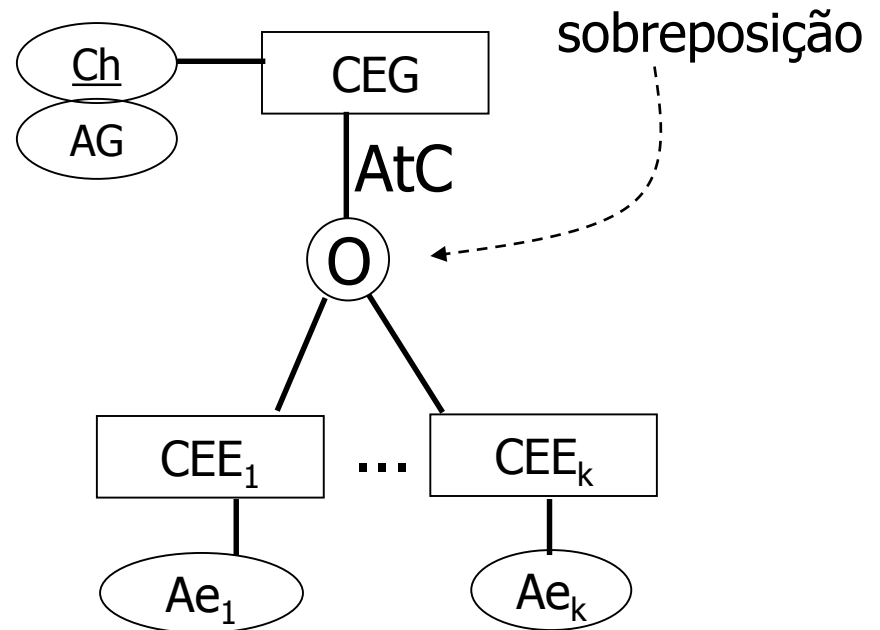 sobreposição
Ch
CEG
AG
AtC
O
CEE₁
...
CEEₖ
Ae₁
Aeₖ